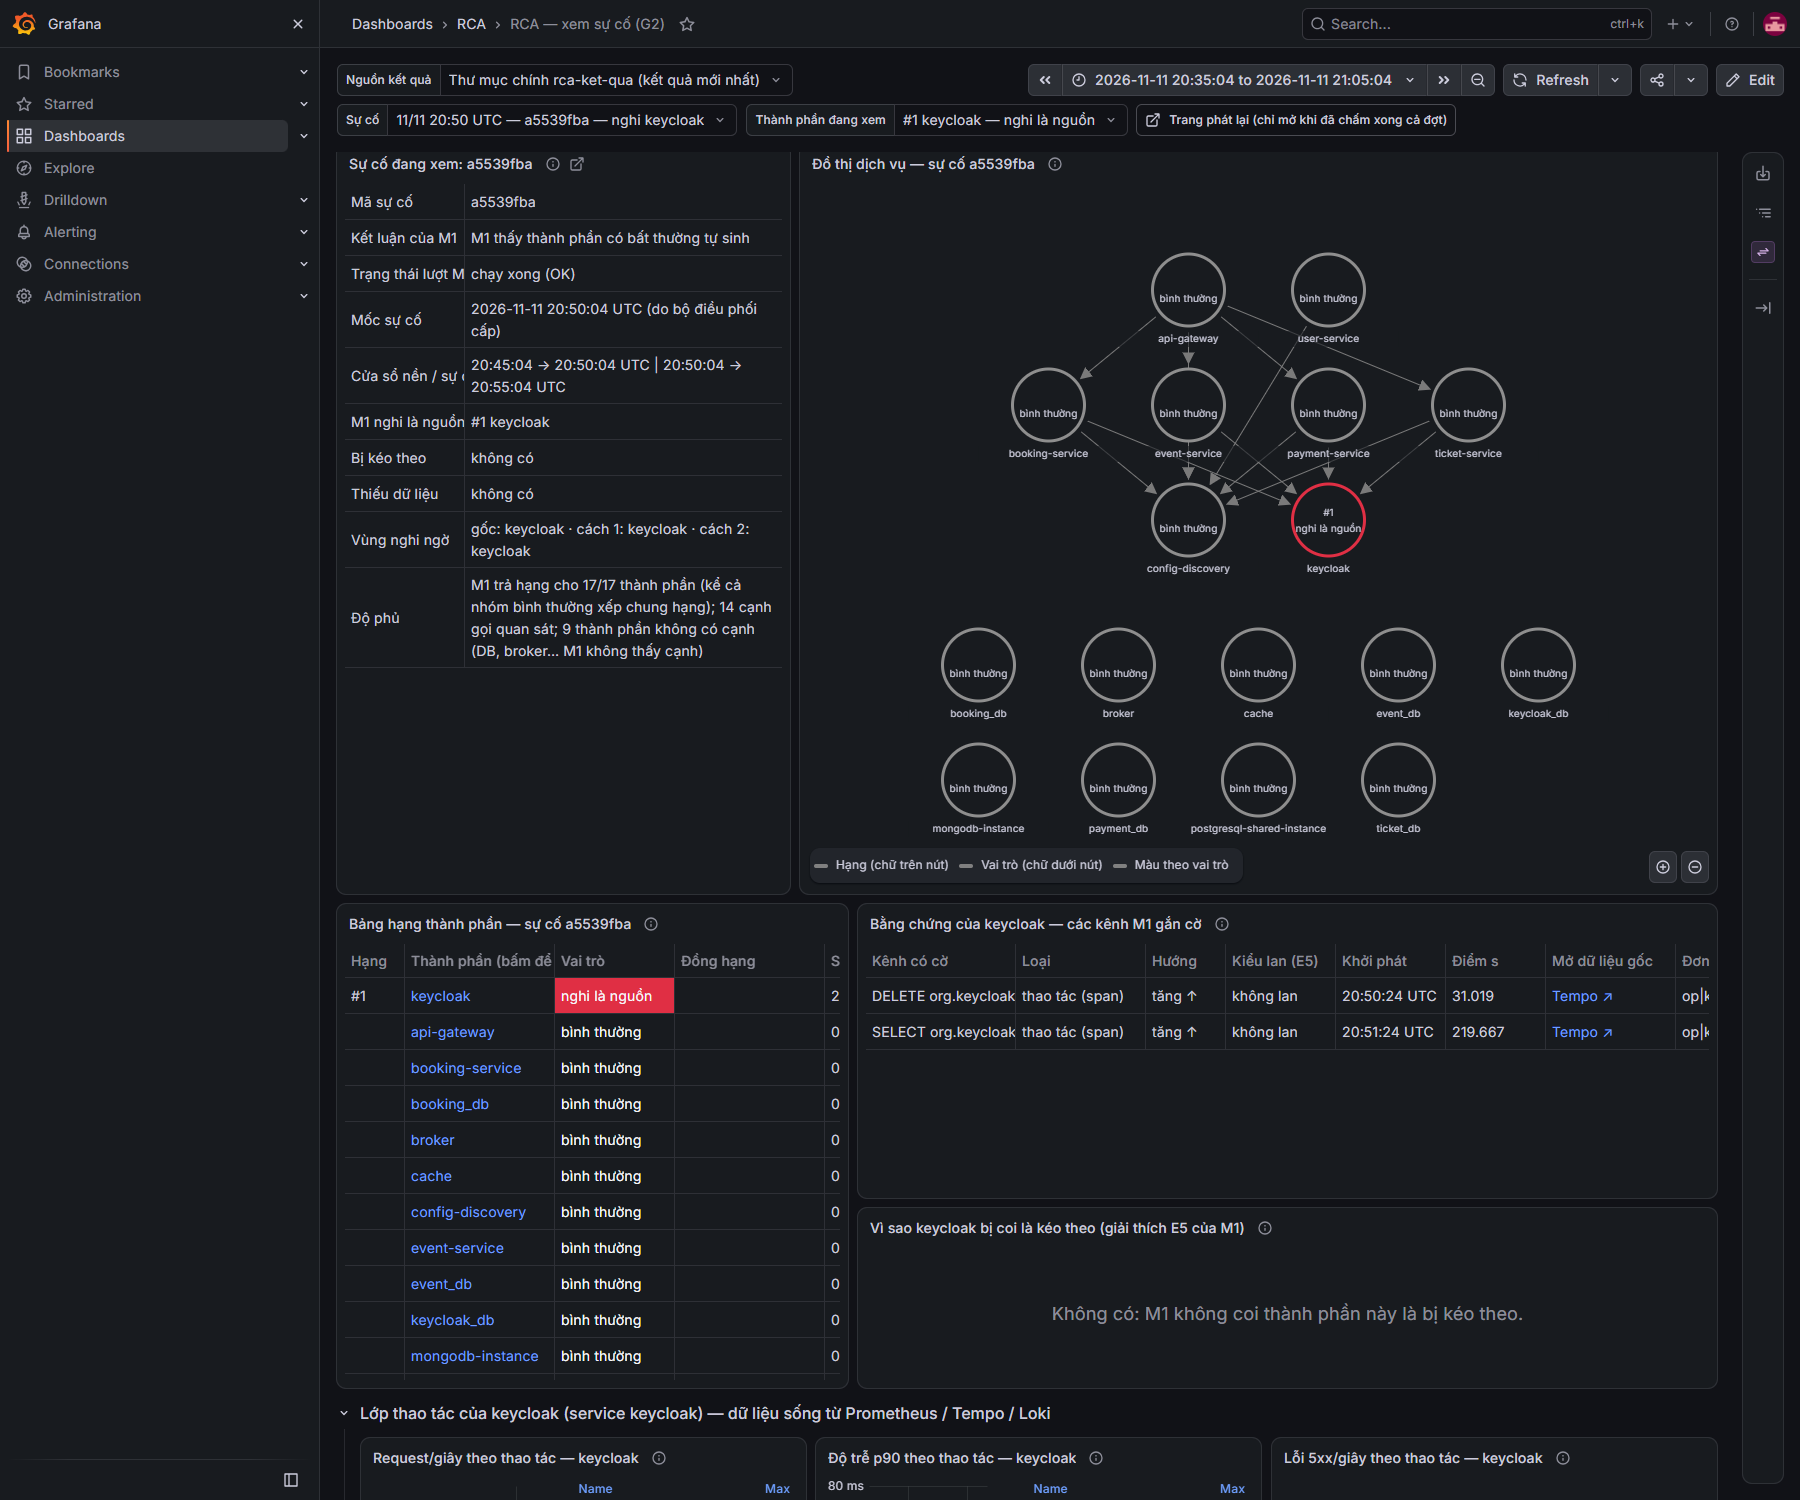 Grafana
Dashboards › RCA › RCA — xem sự cố (G2)
Search...
ctrl+k
Bookmarks
Starred
Dashboards
Explore
Drilldown
Alerting
Connections
Administration
Nguồn kết quả
Thư mục chính rca-ket-qua (kết quả mới nhất)
2026-11-11 20:35:04 to 2026-11-11 21:05:04
Refresh
Edit
Sự cố
11/11 20:50 UTC — a5539fba — nghi keycloak
Thành phần đang xem
#1 keycloak — nghi là nguồn
Trang phát lại (chỉ mở khi đã chấm xong cả đợt)
Sự cố đang xem: a5539fba
Mã sự cố
a5539fba
Kết luận của M1
M1 thấy thành phần có bất thường tự sinh
Trạng thái lượt M
chạy xong (OK)
Mốc sự cố
2026-11-11 20:50:04 UTC (do bộ điều phối
cấp)
Cửa sổ nền / sự
20:45:04 → 20:50:04 UTC | 20:50:04 →
20:55:04 UTC
M1 nghi là nguồn
#1 keycloak
Bị kéo theo
không có
Thiếu dữ liệu
không có
Vùng nghi ngờ
gốc: keycloak · cách 1: keycloak · cách 2:
keycloak
Độ phủ
M1 trả hạng cho 17/17 thành phần (kể cả
nhóm bình thường xếp chung hạng); 14 cạnh
gọi quan sát; 9 thành phần không có cạnh
(DB, broker... M1 không thấy cạnh)
Đồ thị dịch vụ — sự cố a5539fba
bình thường
api-gateway
bình thường
user-service
bình thường
booking-service
bình thường
event-service
bình thường
payment-service
bình thường
ticket-service
bình thường
config-discovery
#1
nghi là nguồn
keycloak
bình thường
booking_db
bình thường
broker
bình thường
cache
bình thường
event_db
bình thường
keycloak_db
bình thường
mongodb-instance
bình thường
payment_db
bình thường
postgresql-shared-instance
bình thường
ticket_db
Hạng (chữ trên nút)
Vai trò (chữ dưới nút)
Màu theo vai trò
Bảng hạng thành phần — sự cố a5539fba
Hạng
Thành phần (bấm để
Vai trò
Đồng hạng
S
#1
keycloak
nghi là nguồn
2
api-gateway
bình thường
0
booking-service
bình thường
0
booking_db
bình thường
0
broker
bình thường
0
cache
bình thường
0
config-discovery
bình thường
0
event-service
bình thường
0
event_db
bình thường
0
keycloak_db
bình thường
0
mongodb-instance
bình thường
0
Bằng chứng của keycloak — các kênh M1 gắn cờ
Kênh có cờ
Loại
Hướng
Kiểu lan (E5)
Khởi phát
Điểm s
Mở dữ liệu gốc
Đơn
DELETE org.keycloak
thao tác (span)
tăng ↑
không lan
20:50:24 UTC
31.019
Tempo ↗
op|k
SELECT org.keycloak
thao tác (span)
tăng ↑
không lan
20:51:24 UTC
219.667
Tempo ↗
op|k
Vì sao keycloak bị coi là kéo theo (giải thích E5 của M1)
Không có: M1 không coi thành phần này là bị kéo theo.
Lớp thao tác của keycloak (service keycloak) — dữ liệu sống từ Prometheus / Tempo / Loki
Request/giây theo thao tác — keycloak
Name
Max
Độ trễ p90 theo thao tác — keycloak
80 ms
Name
Max
Lỗi 5xx/giây theo thao tác — keycloak